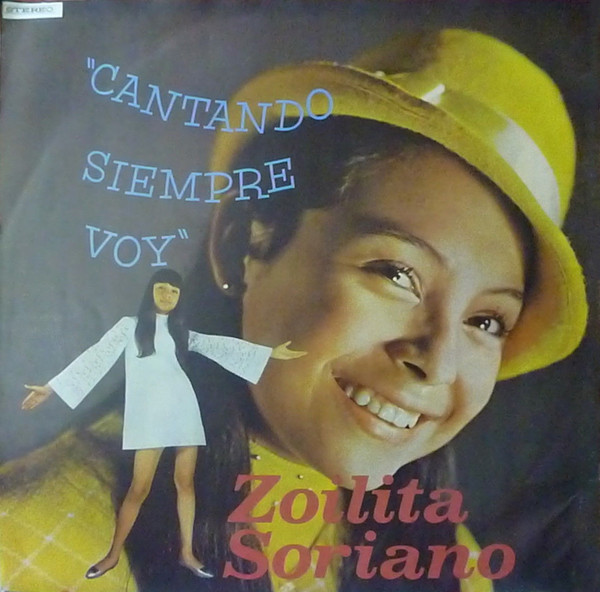 STEREO
"CANTANDO
SIEMPRE
VOY"
Zoilita
Soriano